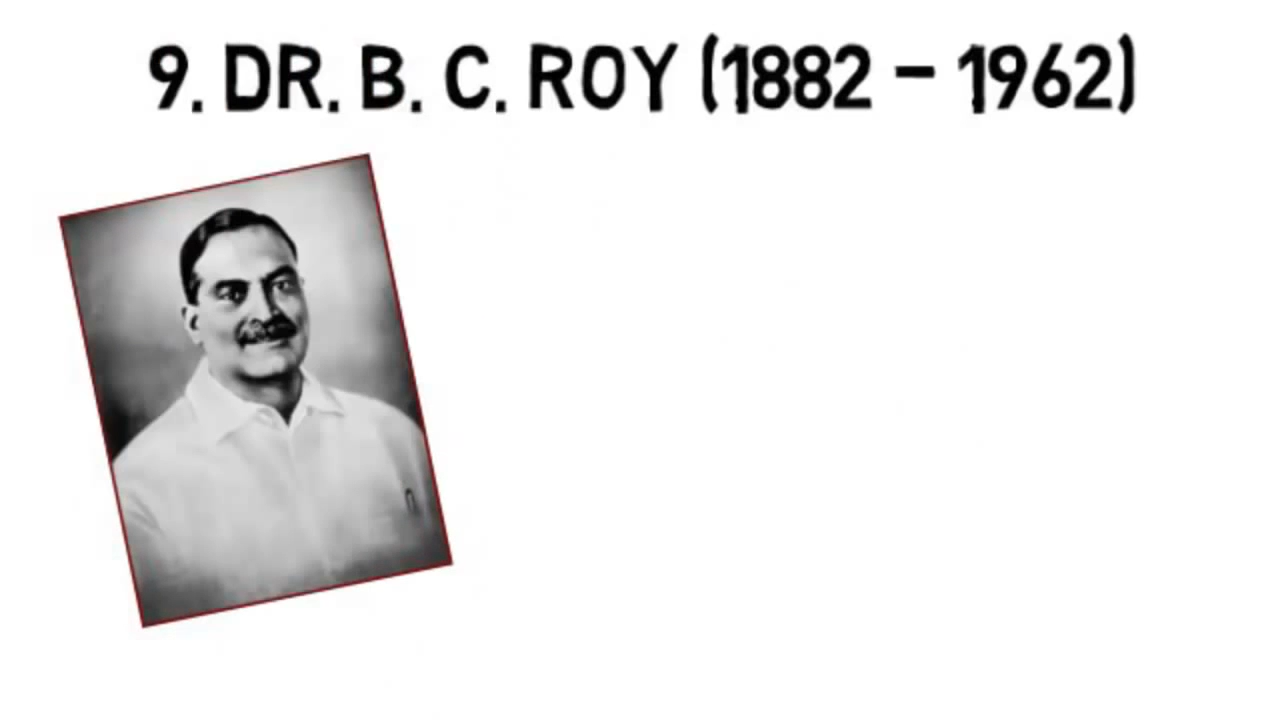 9. DR. B. C. ROY (1882 – 1962)